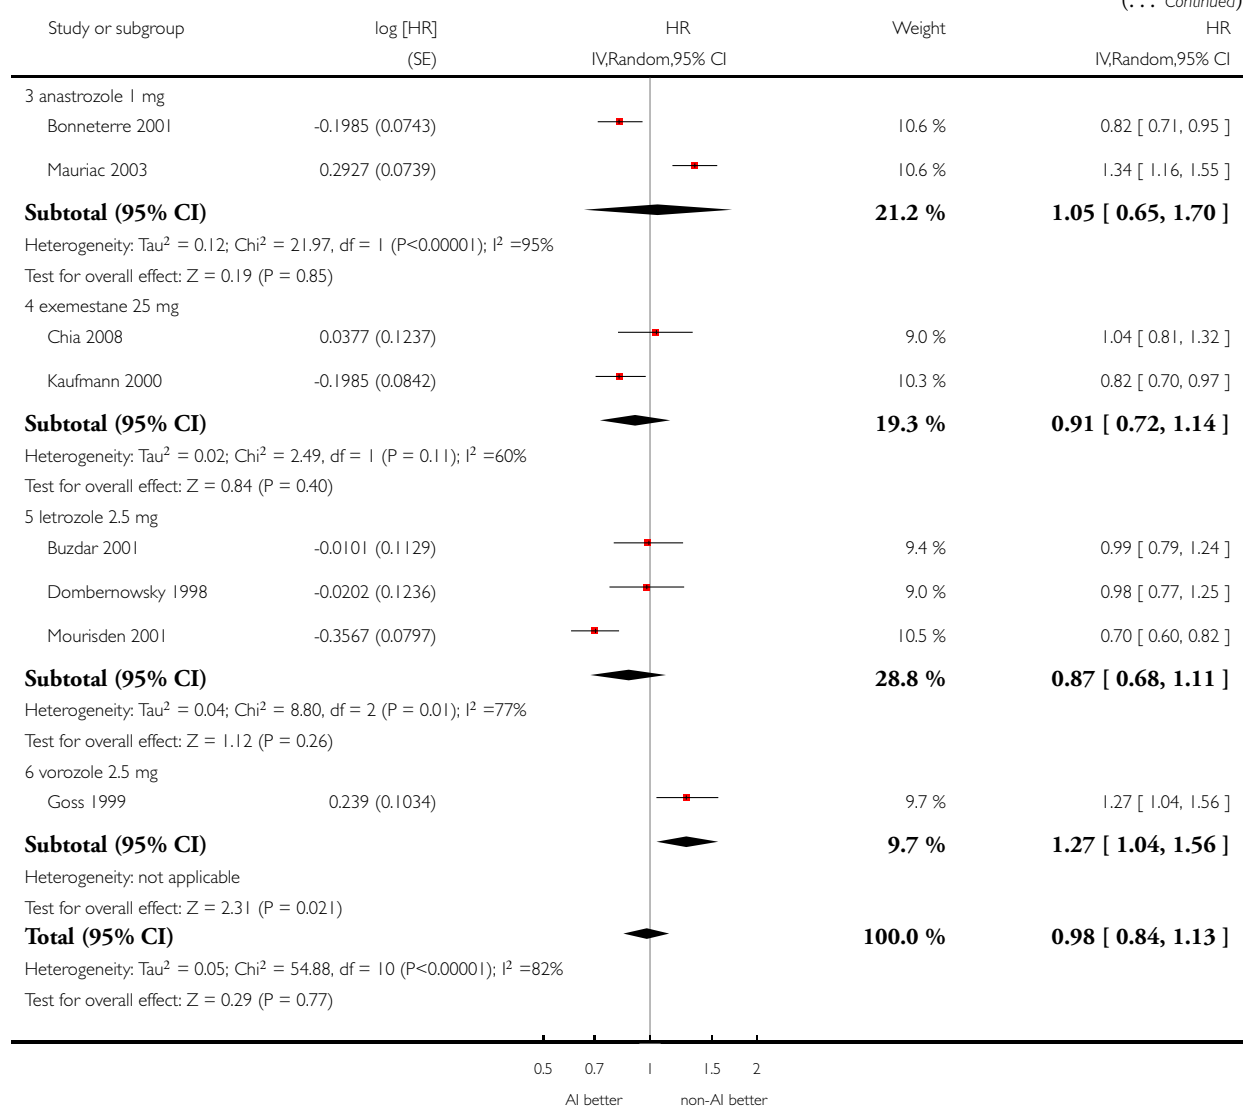 (... Continued)
Study or subgroup log [HR] HR Weight HR
(SE) IV,Random,95% CI IV,Random,95% CI
3 anastrozole 1 mg
Bonneterre 2001 -0.1985 (0.0743) 10.6 % 0.82 [ 0.71, 0.95 ]
Mauriac 2003 0.2927 (0.0739) 10.6 % 1.34 [ 1.16, 1.55 ]
Subtotal (95% CI) 21.2 % 1.05 [ 0.65, 1.70 ]
Heterogeneity: Tau² = 0.12; Chi² = 21.97, df = 1 (P<0.00001); I² =95%
Test for overall effect: Z = 0.19 (P = 0.85)
4 exemestane 25 mg
Chia 2008 0.0377 (0.1237) 9.0 % 1.04 [ 0.81, 1.32 ]
Kaufmann 2000 -0.1985 (0.0842) 10.3 % 0.82 [ 0.70, 0.97 ]
Subtotal (95% CI) 19.3 % 0.91 [ 0.72, 1.14 ]
Heterogeneity: Tau² = 0.02; Chi² = 2.49, df = 1 (P = 0.11); I² =60%
Test for overall effect: Z = 0.84 (P = 0.40)
5 letrozole 2.5 mg
Buzdar 2001 -0.0101 (0.1129) 9.4 % 0.99 [ 0.79, 1.24 ]
Dombernowsky 1998 -0.0202 (0.1236) 9.0 % 0.98 [ 0.77, 1.25 ]
Mourisden 2001 -0.3567 (0.0797) 10.5 % 0.70 [ 0.60, 0.82 ]
Subtotal (95% CI) 28.8 % 0.87 [ 0.68, 1.11 ]
Heterogeneity: Tau² = 0.04; Chi² = 8.80, df = 2 (P = 0.01); I² =77%
Test for overall effect: Z = 1.12 (P = 0.26)
6 vorozole 2.5 mg
Goss 1999 0.239 (0.1034) 9.7 % 1.27 [ 1.04, 1.56 ]
Subtotal (95% CI) 9.7 % 1.27 [ 1.04, 1.56 ]
Heterogeneity: not applicable
Test for overall effect: Z = 2.31 (P = 0.021)
Total (95% CI) 100.0 % 0.98 [ 0.84, 1.13 ]
Heterogeneity: Tau² = 0.05; Chi² = 54.88, df = 10 (P<0.00001); I² =82%
Test for overall effect: Z = 0.29 (P = 0.77)
0.5 0.7 1 1.5 2
AI better non-AI better